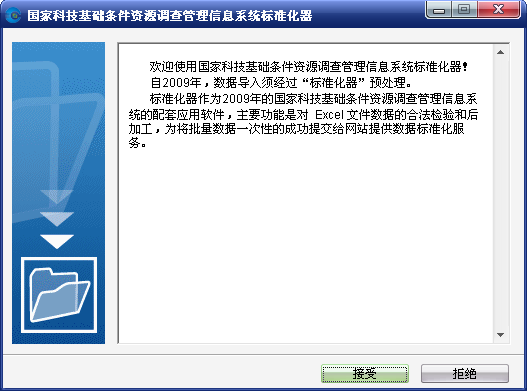 国家科技基础条件资源调查管理信息系统标准化器
欢迎使用国家科技基础条件资源调查管理信息系统标准化器!
自2009年，数据导入须经过“标准化器”预处理。
标准化器作为2009年的国家科技基础条件资源调查管理信息系
统的配套应用软件，主要功能是对 Excel 文件数据的合法检验和后
加工，为将批量数据一次性的成功提交给网站提供数据标准化服
务。
接受
拒绝